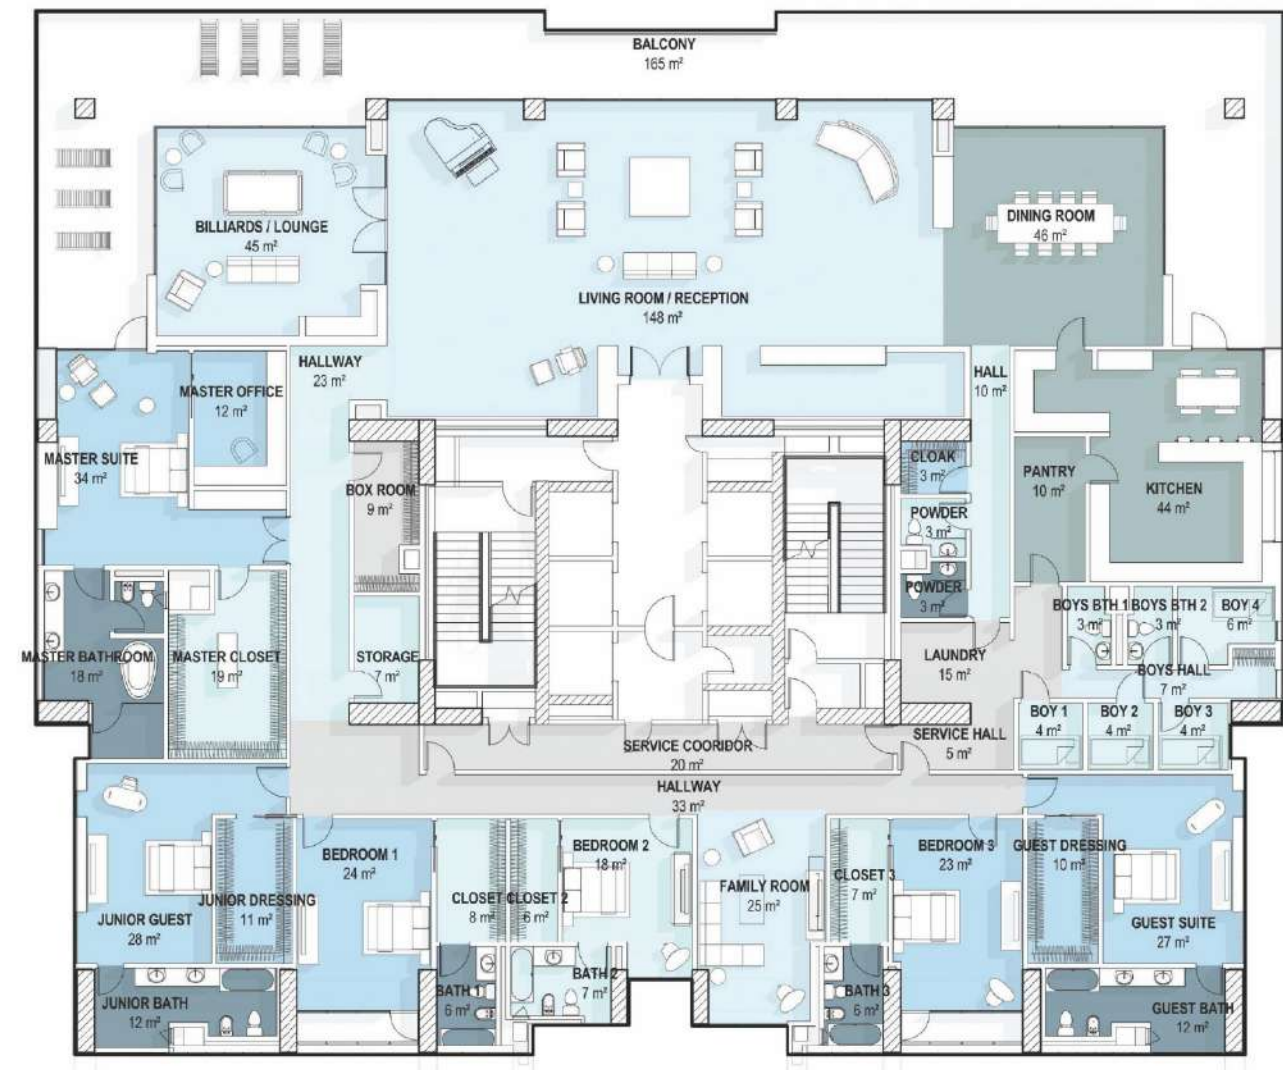 BALCONY
165 m²
BILLIARDS / LOUNGE
45 m²
DINING ROOM
46 m²
LIVING ROOM / RECEPTION
148 m²
HALLWAY
23 m²
HALL
10 m²
MASTER OFFICE
12 m²
MASTER SUITE
34 m²
BOX ROOM
9 m²
CLOAK
3 m²
PANTRY
10 m²
KITCHEN
44 m²
POWDER
3 m²
POWDER
3 m²
BOYS BTH 1
3 m²
BOYS BTH 2
3 m²
BOY 4
6 m²
MASTER BATHROOM
18 m²
MASTER CLOSET
19 m²
STORAGE
7 m²
LAUNDRY
15 m²
BOYS HALL
7 m²
BOY 1
4 m²
BOY 2
4 m²
BOY 3
4 m²
SERVICE COORIDOR
20 m²
SERVICE HALL
5 m²
HALLWAY
33 m²
BEDROOM 1
24 m²
BEDROOM 2
18 m²
BEDROOM 3
23 m²
GUEST DRESSING
10 m²
JUNIOR GUEST
28 m²
JUNIOR DRESSING
11 m²
CLOSET
8 m²
CLOSET 2
6 m²
FAMILY ROOM
25 m²
CLOSET 3
7 m²
GUEST SUITE
27 m²
JUNIOR BATH
12 m²
BATH 1
6 m²
BATH 2
7 m²
BATH 3
6 m²
GUEST BATH
12 m²